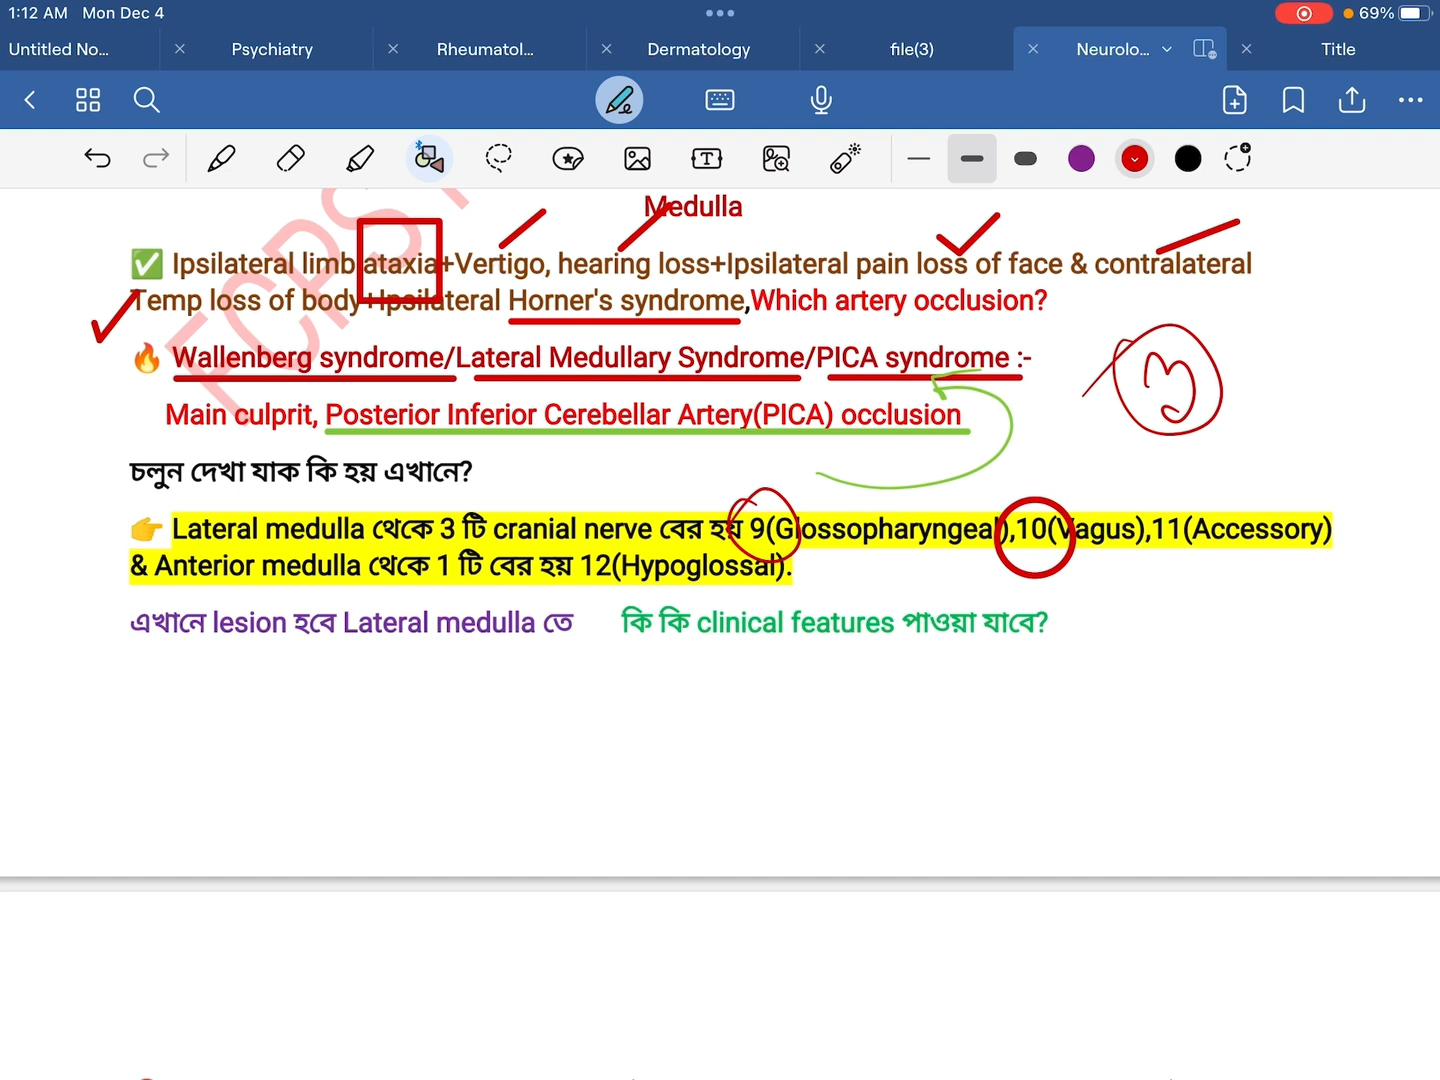 1:12 AM Mon Dec 4 69%
Untitled No... Psychiatry Rheumatol... Dermatology file(3) Neurolo... Title
Medulla
✅ Ipsilateral limb ataxia+Vertigo, hearing loss+Ipsilateral pain loss of face & contralateral
Temp loss of body+Ipsilateral Horner's syndrome,Which artery occlusion?
🔥 Wallenberg syndrome/Lateral Medullary Syndrome/PICA syndrome :-
Main culprit, Posterior Inferior Cerebellar Artery(PICA) occlusion
চলুন দেখা যাক কি হয় এখানে?
👉 Lateral medulla থেকে 3 টি cranial nerve বের হয় 9(Glossopharyngeal),10(Vagus),11(Accessory)
& Anterior medulla থেকে 1 টি বের হয় 12(Hypoglossal).
এখানে lesion হবে Lateral medulla তে কি কি clinical features পাওয়া যাবে?